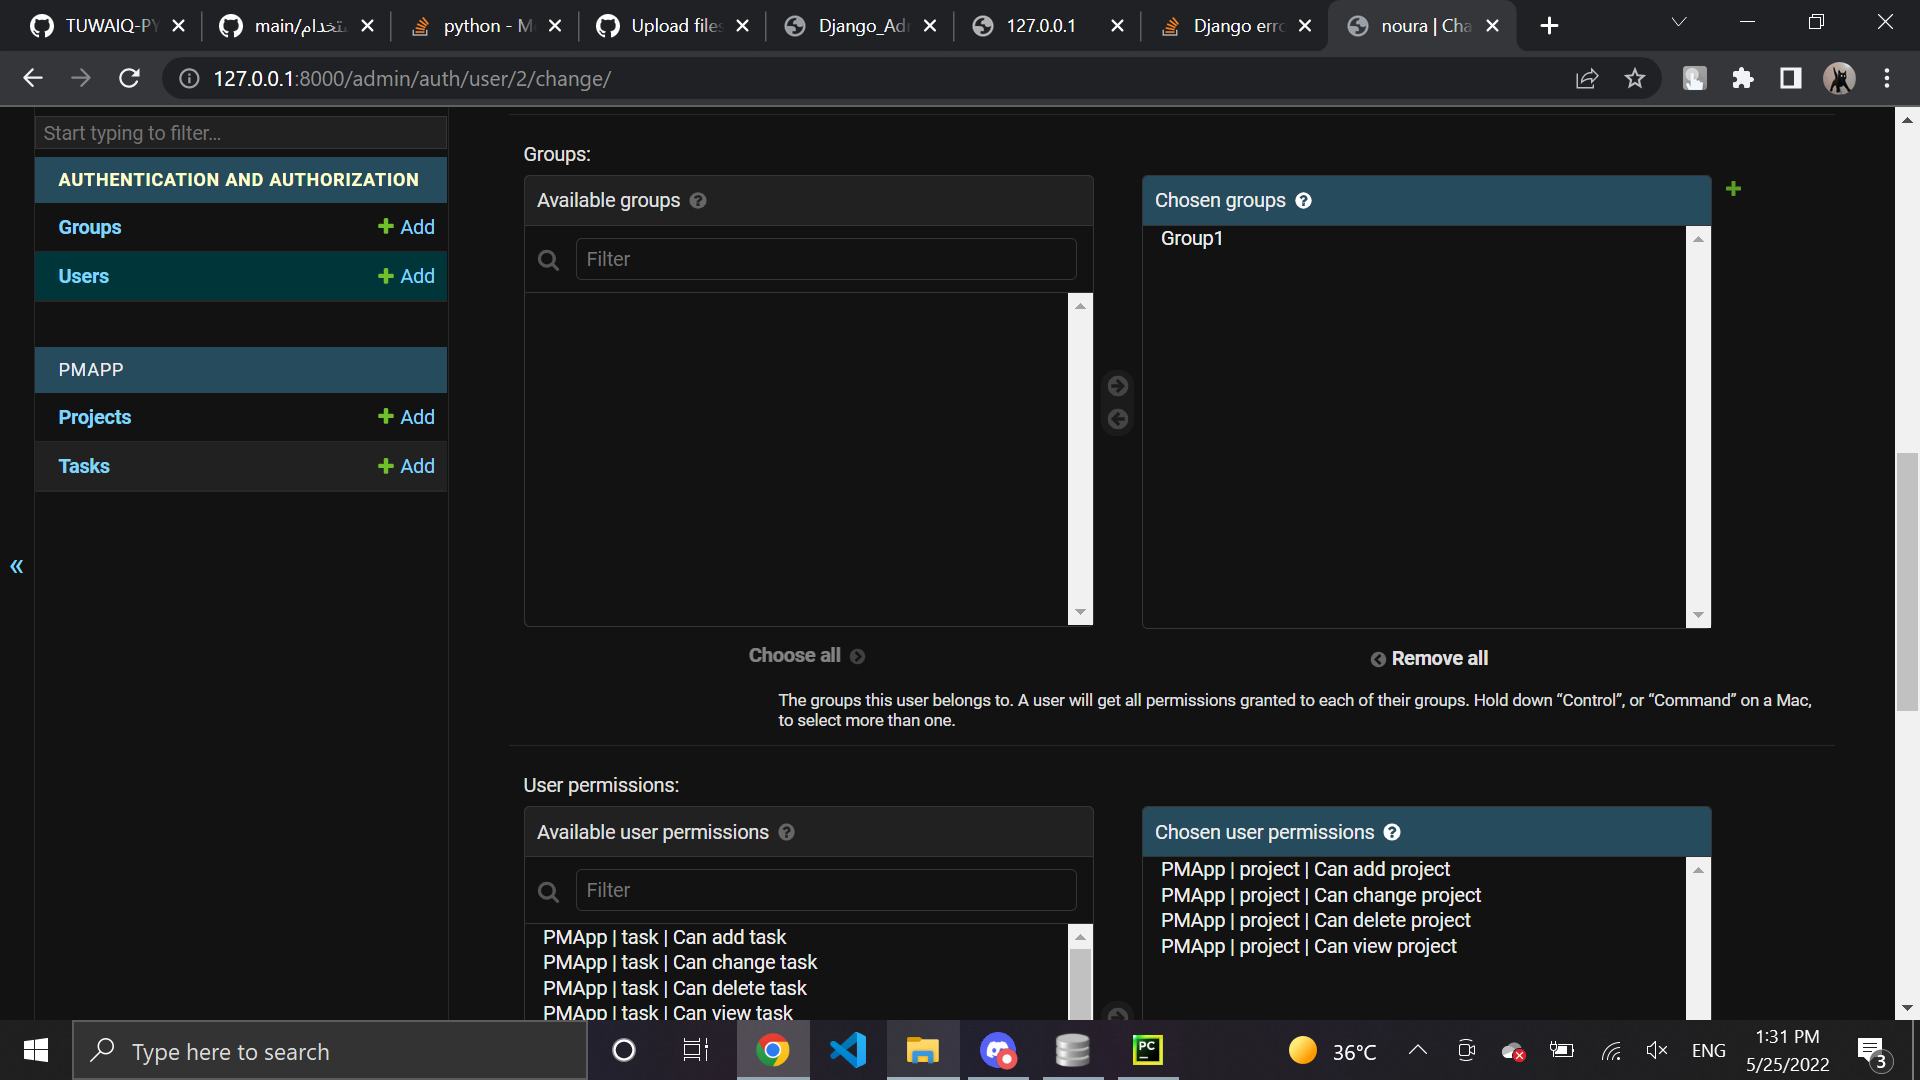 TUWAIQ-PY
main/ستخدام
python - M
Upload files
Django_Ad
127.0.0.1
Django erro
noura | Cha
127.0.0.1:8000/admin/auth/user/2/change/
Start typing to filter...
AUTHENTICATION AND AUTHORIZATION
Groups
Add
Users
Add
PMAPP
Projects
Add
Tasks
Add
«
Groups:
Available groups
Filter
Chosen groups
Group1
Choose all
Remove all
The groups this user belongs to. A user will get all permissions granted to each of their groups. Hold down “Control”, or “Command” on a Mac,
to select more than one.
User permissions:
Available user permissions
Filter
PMApp | task | Can add task
PMApp | task | Can change task
PMApp | task | Can delete task
PMApp | task | Can view task
Chosen user permissions
PMApp | project | Can add project
PMApp | project | Can change project
PMApp | project | Can delete project
PMApp | project | Can view project
Type here to search
PC
36°C
ENG
1:31 PM
5/25/2022
3